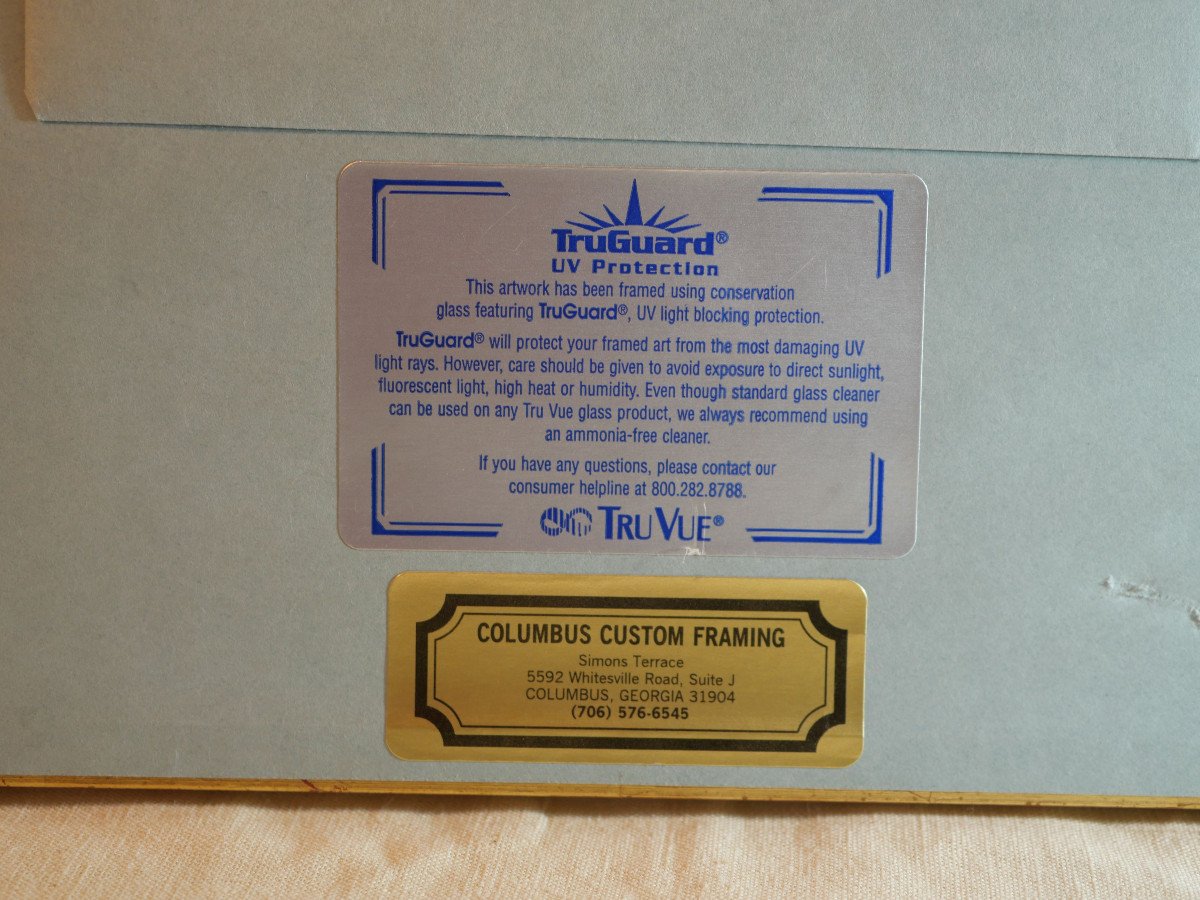 TruGuard®
UV Protection
This artwork has been framed using conservation
glass featuring TruGuard®, UV light blocking protection.
TruGuard® will protect your framed art from the most damaging UV
light rays. However, care should be given to avoid exposure to direct sunlight,
fluorescent light, high heat or humidity. Even though standard glass cleaner
can be used on any Tru Vue glass product, we always recommend using
an ammonia-free cleaner.
If you have any questions, please contact our
consumer helpline at 800.282.8788.
TRU VUE®
COLUMBUS CUSTOM FRAMING
Simons Terrace
5592 Whitesville Road, Suite J
COLUMBUS, GEORGIA 31904
(706) 576-6545